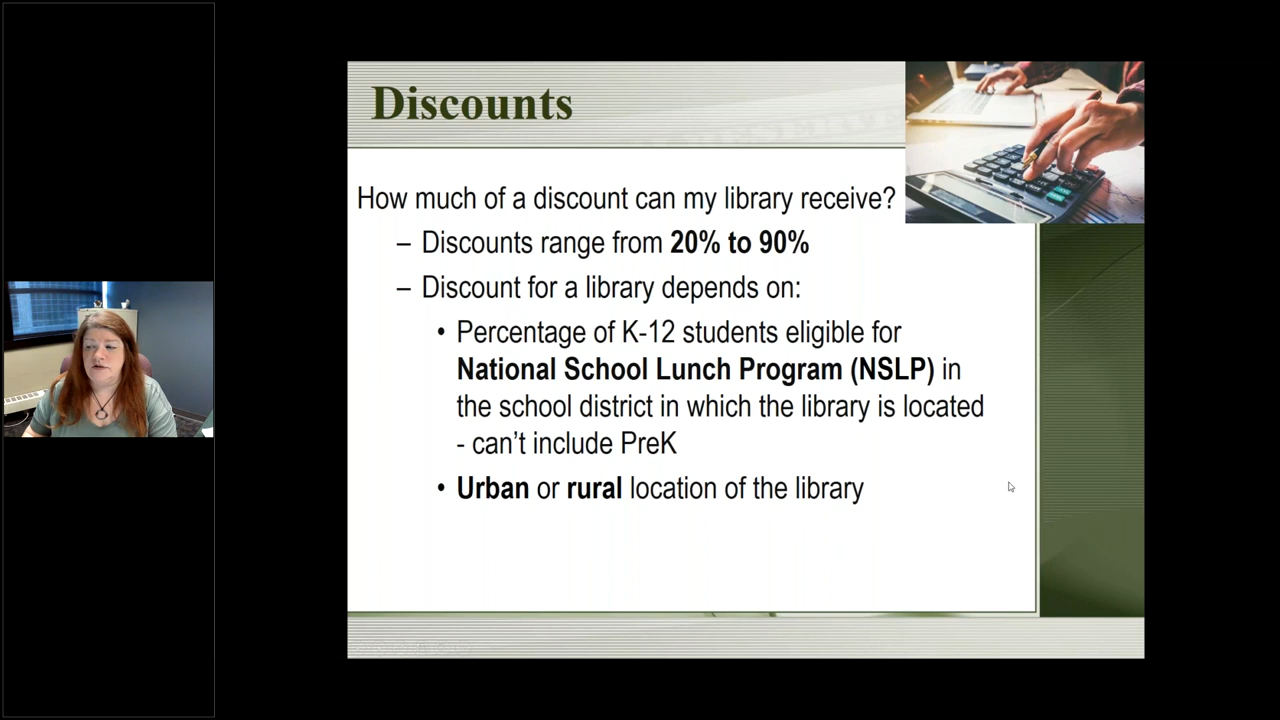 Discounts
How much of a discount can my library receive?
– Discounts range from 20% to 90%
– Discount for a library depends on:
• Percentage of K-12 students eligible for
National School Lunch Program (NSLP) in
the school district in which the library is located
- can’t include PreK
• Urban or rural location of the library